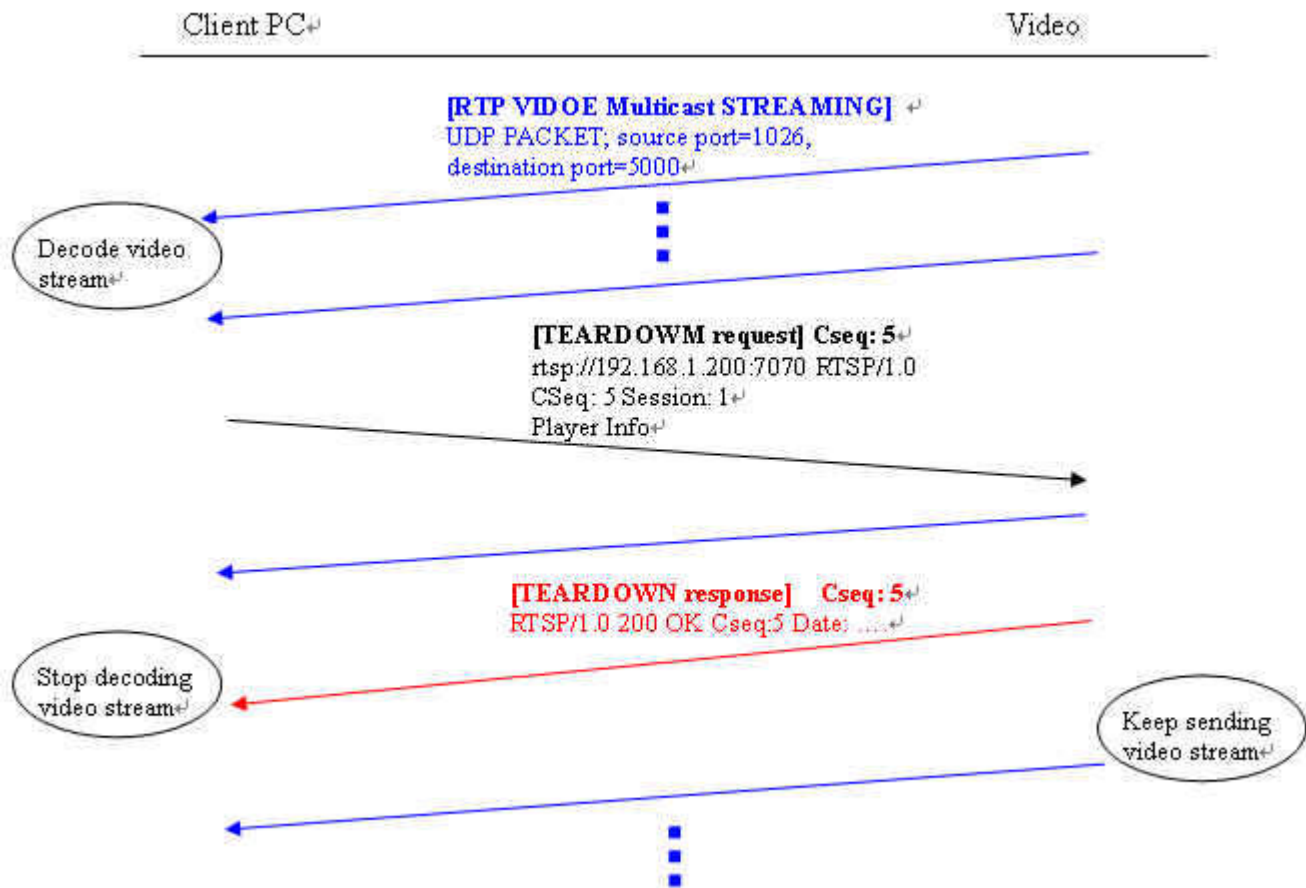 Client PC↵
Video
[RTP VIDOE Multicast STREAMING] ↵
UDP PACKET; source port=1026,
destination port=5000↵
Decode video
stream↵
[TEARDOWM request] Cseq: 5↵
rtsp://192.168.1.200:7070 RTSP/1.0
CSeq: 5 Session: 1↵
Player Info↵
[TEARDOWN response] Cseq: 5↵
RTSP/1.0 200 OK Cseq:5 Date: ....↵
Stop decoding
video stream↵
Keep sending
video stream↵